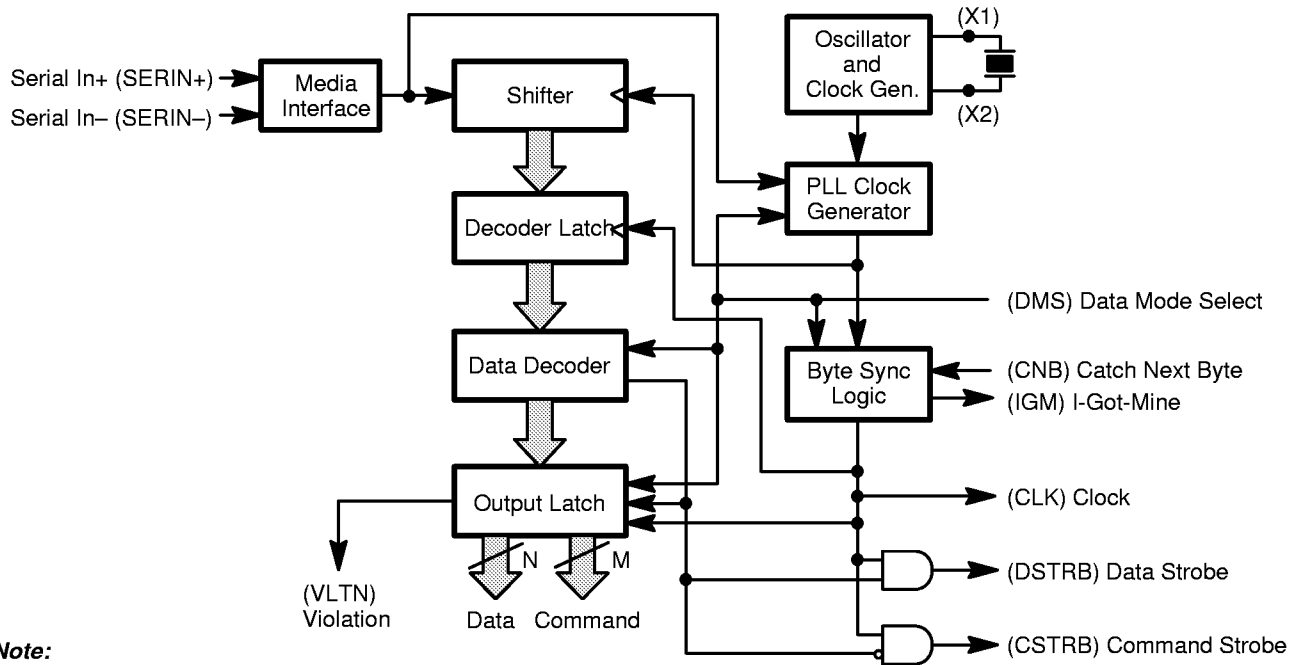 (X1)
Oscillator
and
Clock Gen.
(X2)
Serial In+ (SERIN+)
Serial In– (SERIN–)
Media
Interface
Shifter
PLL Clock
Generator
Decoder Latch
(DMS) Data Mode Select
Data Decoder
Byte Sync
Logic
(CNB) Catch Next Byte
(IGM) I-Got-Mine
Output Latch
(CLK) Clock
N
M
(VLTN)
Violation
Data
Command
(DSTRB) Data Strobe
(CSTRB) Command Strobe
Note: